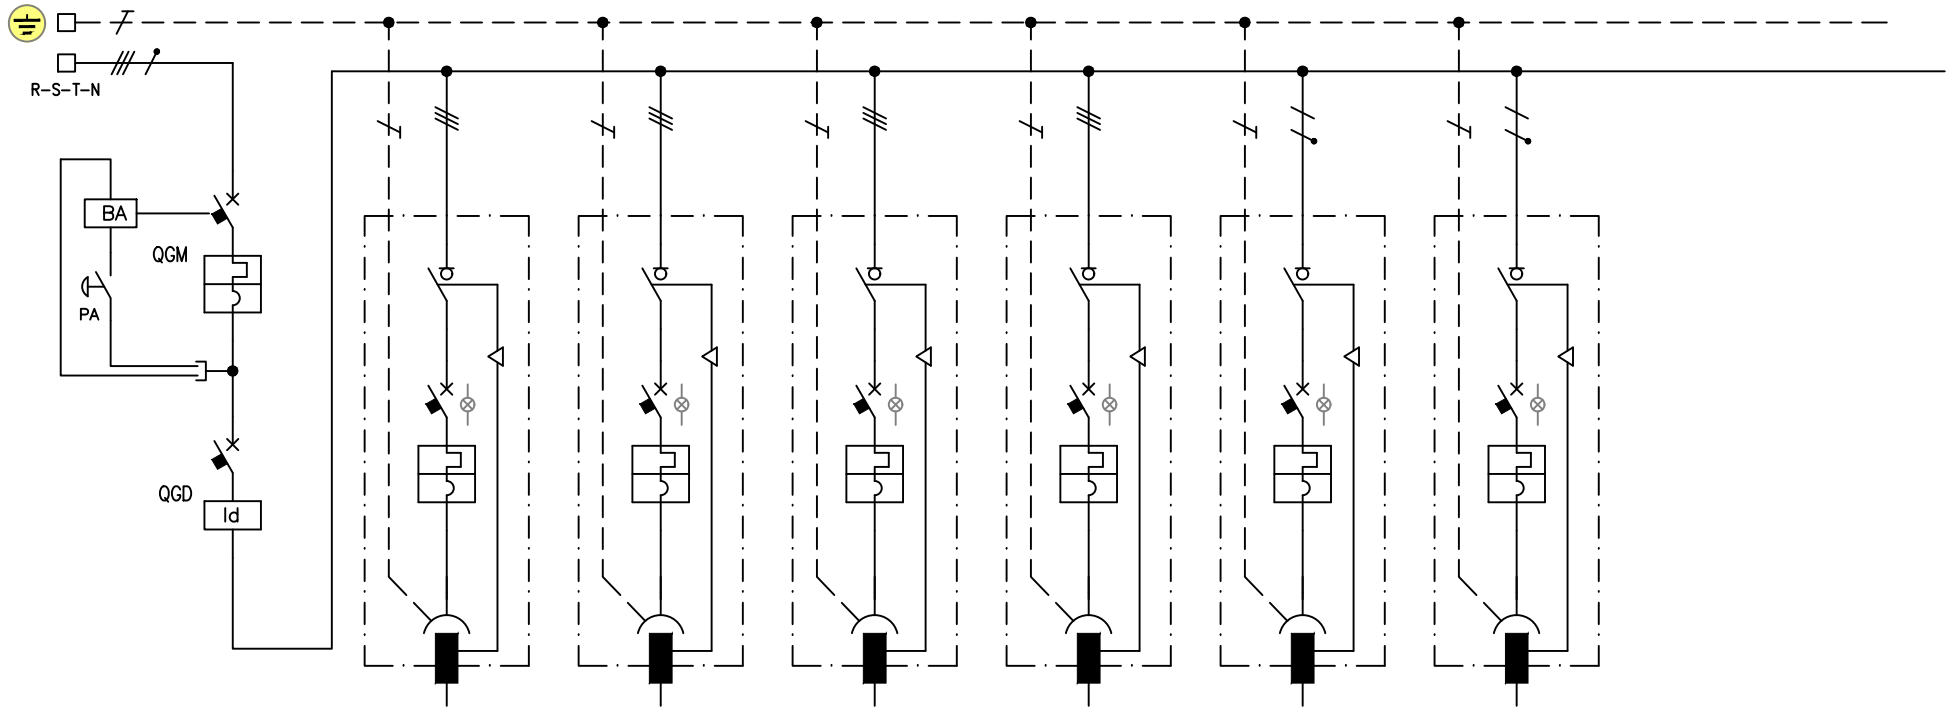 R-S-T-N
BA
QGM
PA
QGD
Id